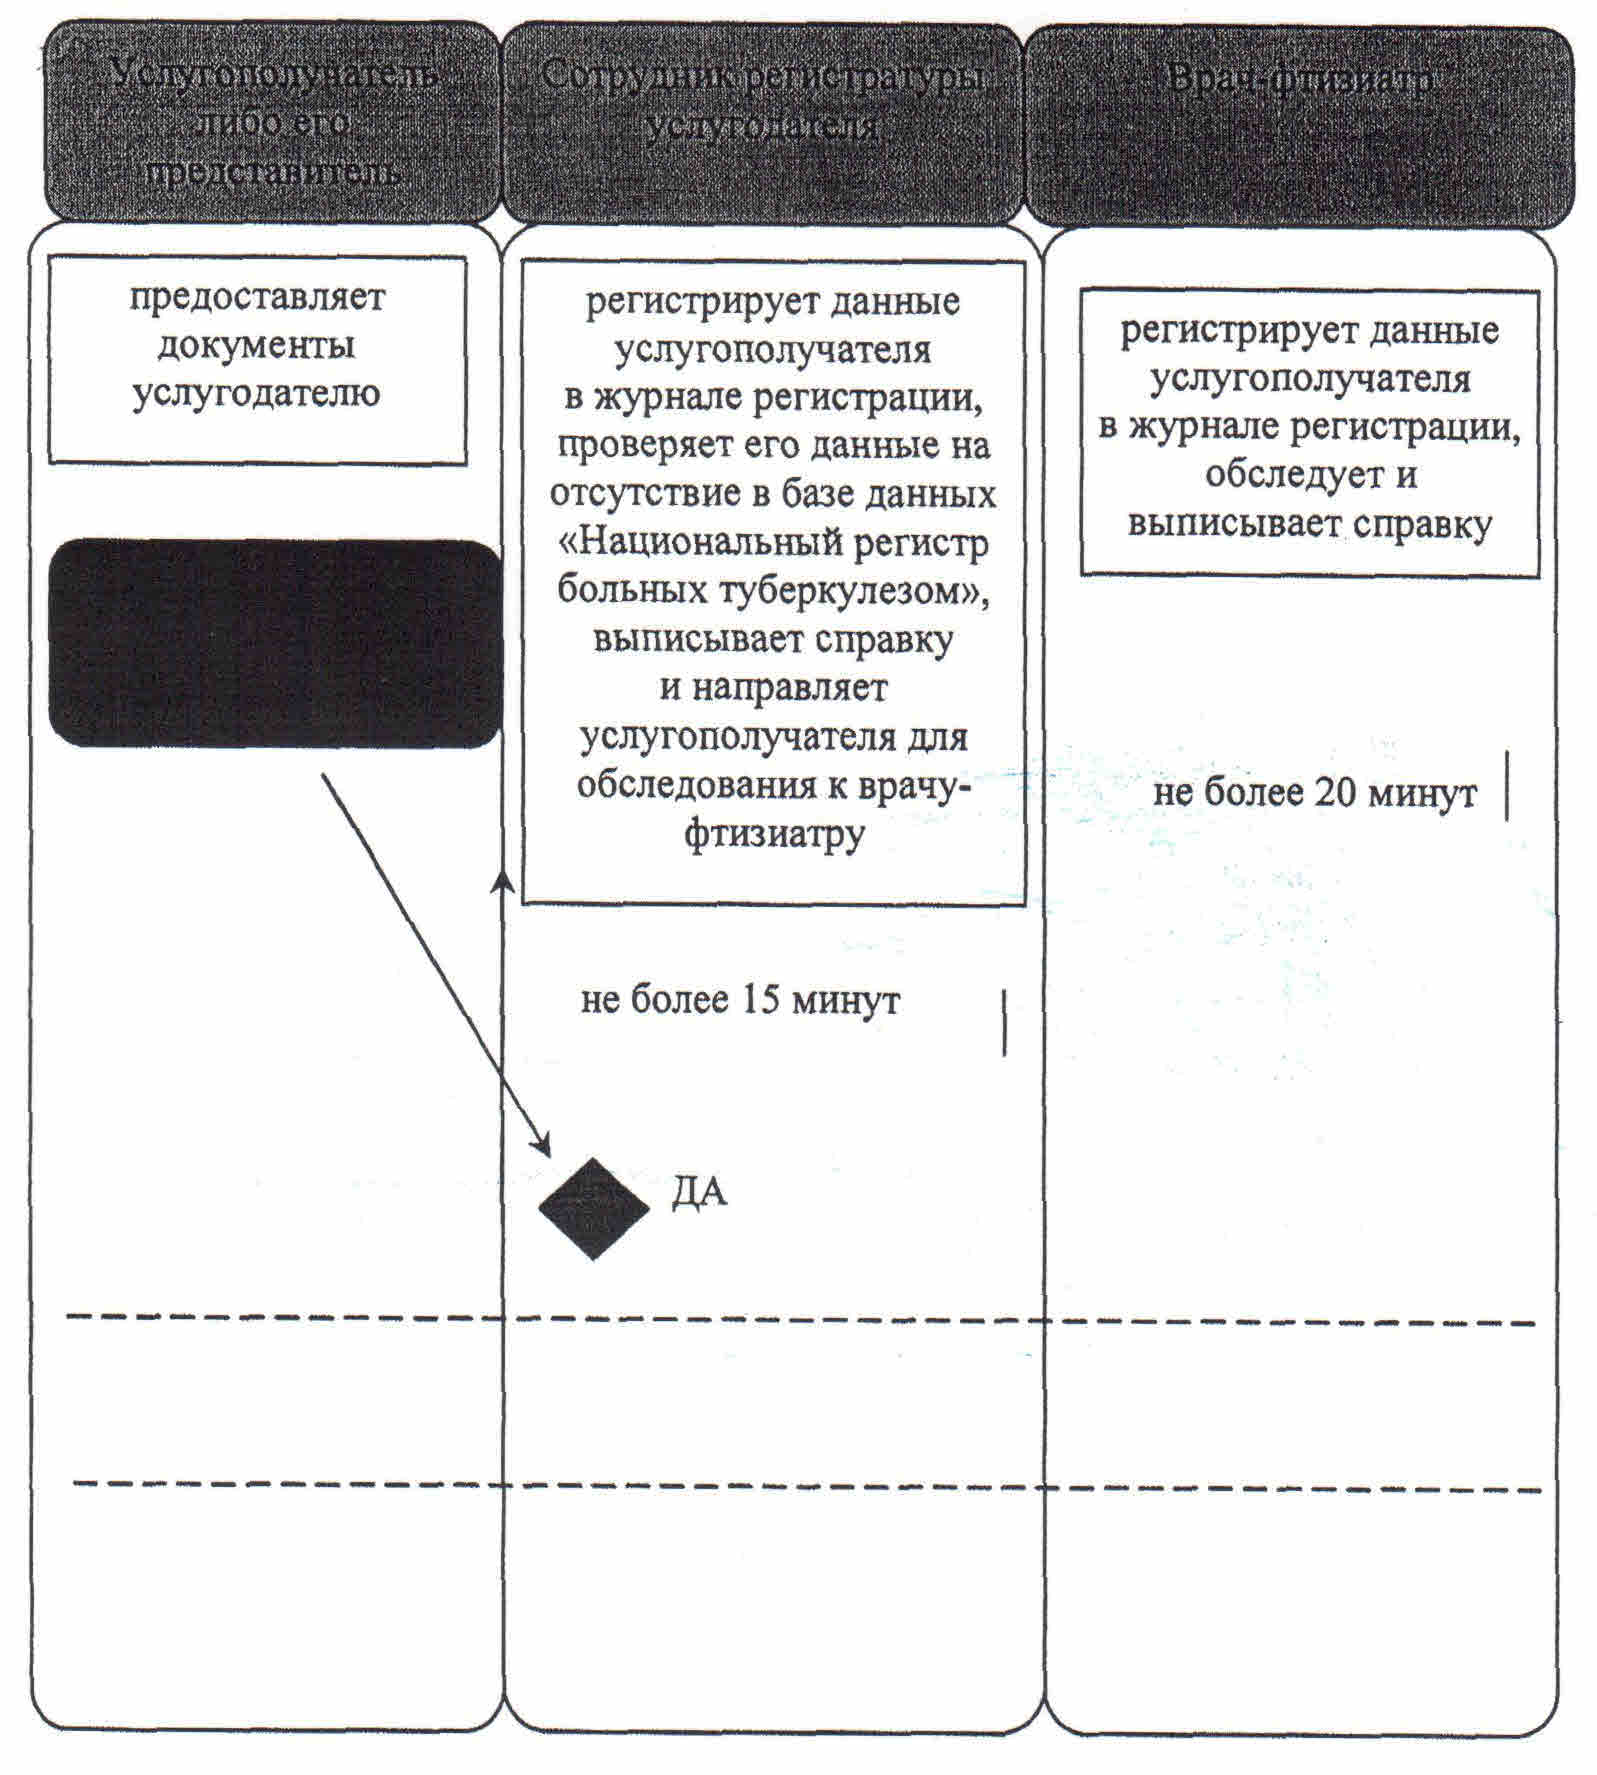 Услугополучатель
либо его
представитель
Сотрудник регистратуры
услугодателя
Врач-фтизиатр
предоставляет
документы
услугодателю
регистрирует данные
услугополучателя
в журнале регистрации,
проверяет его данные на
отсутствие в базе данных
«Национальный регистр
больных туберкулезом»,
выписывает справку
и направляет
услугополучателя для
обследования к врачу-
фтизиатру
не более 15 минут
ДА
регистрирует данные
услугополучателя
в журнале регистрации,
обследует и
выписывает справку
не более 20 минут